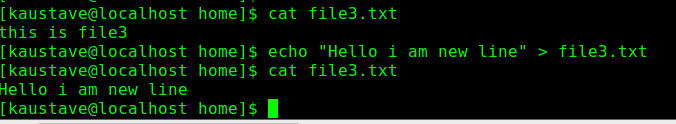 [kaustave@localhost home]$ cat file3.txt
this is file3
[kaustave@localhost home]$ echo "Hello i am new line" > file3.txt
[kaustave@localhost home]$ cat file3.txt
Hello i am new line
[kaustave@localhost home]$